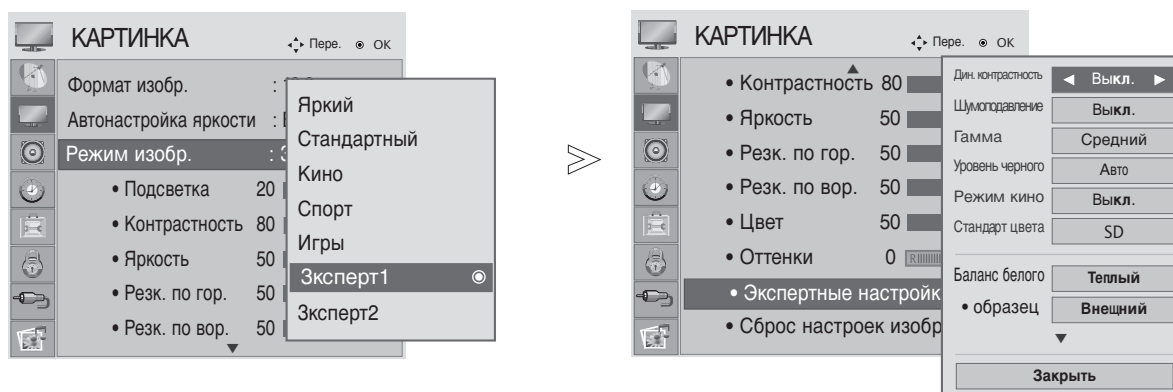 КАРТИНКА
Пере. ОК
Формат изобр. :
Автонастройка яркости :
Режим изобр. :
• Подсветка 20
• Контрастность 80
• Яркость 50
• Резк. по гор. 50
• Резк. по вор. 50
Яркий
Стандартный
Кино
Спорт
Игры
Зксперт1
Зксперт2
КАРТИНКА
Пере. ОК
• Контрастность 80
• Яркость 50
• Резк. по гор. 50
• Резк. по вор. 50
• Цвет 50
• Оттенки 0
• Экспертные настройк
• Сброс настроек изобр
Дин. контрастность ◄ Выкл. ►
Шумоподавление Выкл.
Гамма Средний
Уровень черного Авто
Режим кино Выкл.
Стандарт цвета SD
Баланс белого Теплый
• образец Внешний
Закрыть